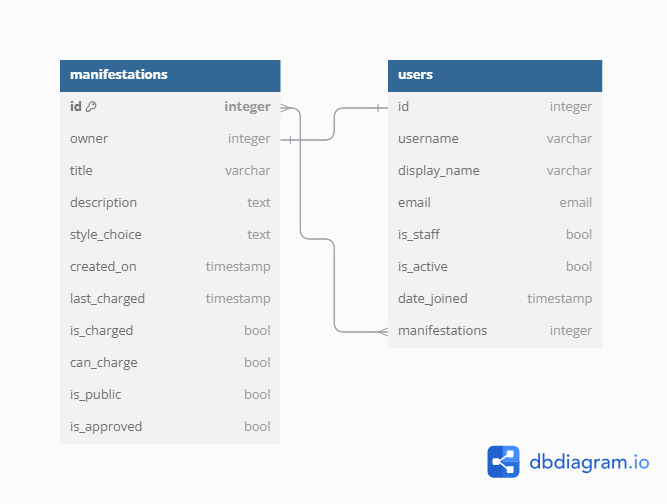 manifestations
id integer
owner integer
title varchar
description text
style_choice text
created_on timestamp
last_charged timestamp
is_charged bool
can_charge bool
is_public bool
is_approved bool
users
id integer
username varchar
display_name varchar
email email
is_staff bool
is_active bool
date_joined timestamp
manifestations integer
dbdiagram.io